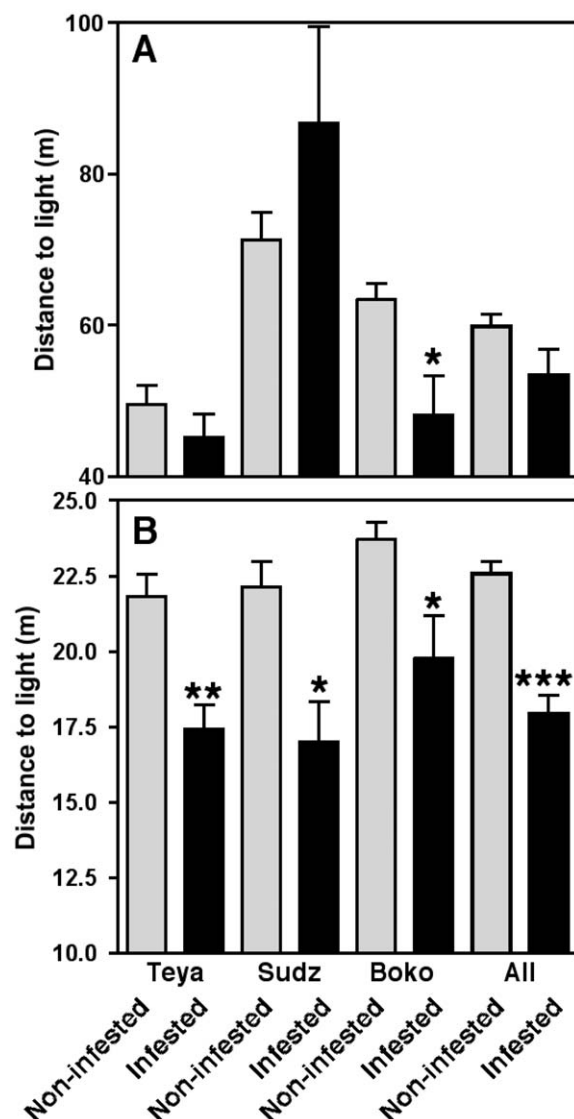 A
Distance to light (m)
100
80
60
40
*
B
Distance to light (m)
25.0
22.5
20.0
17.5
15.0
12.5
10.0
**
*
*
***
Teya Sudz Boko All
Non-infested Infested Non-infested Infested Non-infested Infested Non-infested Infested